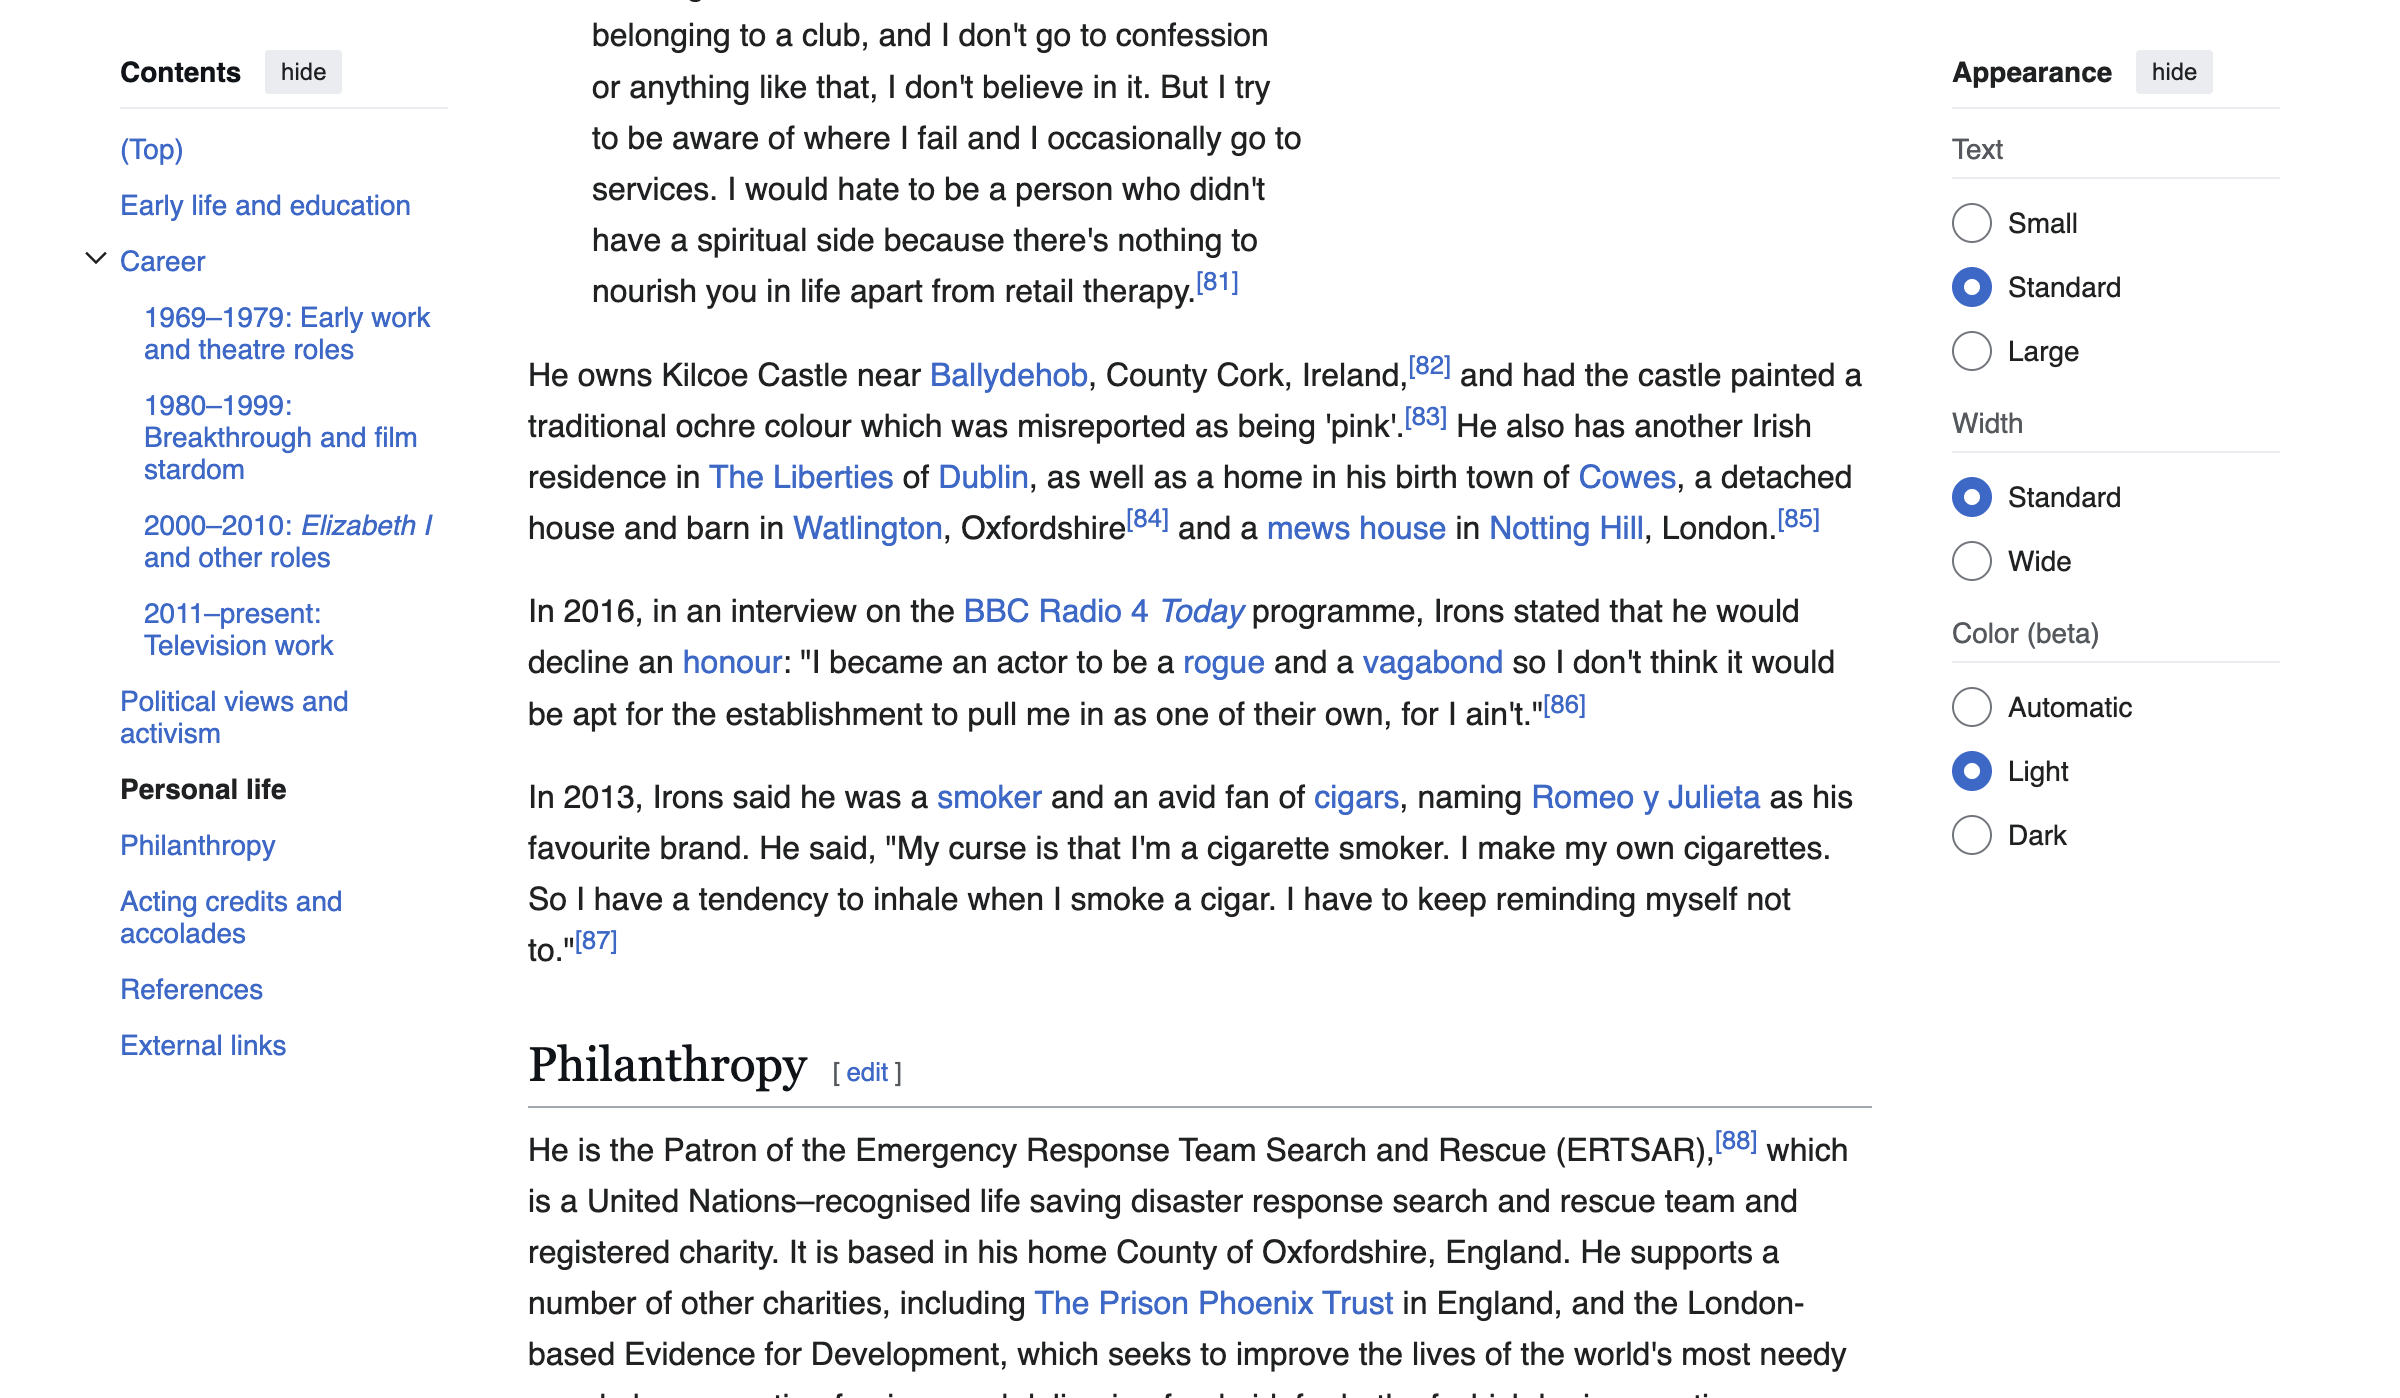 Contents hide
(Top)
Early life and education
Career
1969–1979: Early work
and theatre roles
1980–1999:
Breakthrough and film
stardom
2000–2010: Elizabeth I
and other roles
2011–present:
Television work
Political views and
activism
Personal life
Philanthropy
Acting credits and
accolades
References
External links
belonging to a club, and I don't go to confession
or anything like that, I don't believe in it. But I try
to be aware of where I fail and I occasionally go to
services. I would hate to be a person who didn't
have a spiritual side because there's nothing to
nourish you in life apart from retail therapy.[81]
He owns Kilcoe Castle near Ballydehob, County Cork, Ireland,[82] and had the castle painted a
traditional ochre colour which was misreported as being 'pink'.[83] He also has another Irish
residence in The Liberties of Dublin, as well as a home in his birth town of Cowes, a detached
house and barn in Watlington, Oxfordshire[84] and a mews house in Notting Hill, London.[85]
In 2016, in an interview on the BBC Radio 4 Today programme, Irons stated that he would
decline an honour: "I became an actor to be a rogue and a vagabond so I don't think it would
be apt for the establishment to pull me in as one of their own, for I ain't."[86]
In 2013, Irons said he was a smoker and an avid fan of cigars, naming Romeo y Julieta as his
favourite brand. He said, "My curse is that I'm a cigarette smoker. I make my own cigarettes.
So I have a tendency to inhale when I smoke a cigar. I have to keep reminding myself not
to."[87]
Philanthropy [ edit ]
He is the Patron of the Emergency Response Team Search and Rescue (ERTSAR),[88] which
is a United Nations–recognised life saving disaster response search and rescue team and
registered charity. It is based in his home County of Oxfordshire, England. He supports a
number of other charities, including The Prison Phoenix Trust in England, and the London-
based Evidence for Development, which seeks to improve the lives of the world's most needy
Appearance hide
Text
Small
Standard
Large
Width
Standard
Wide
Color (beta)
Automatic
Light
Dark